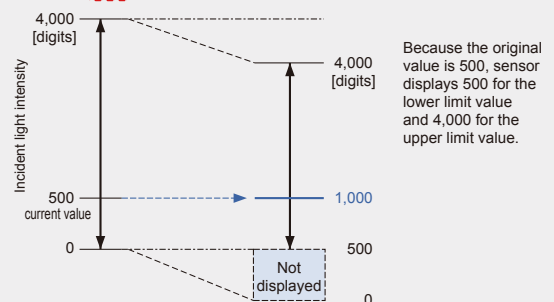 4,000
[digits]
4,000
[digits]
Because the original
value is 500, sensor
displays 500 for the
lower limit value
and 4,000 for the
upper limit value.
Incident light intensity
500
current value
1,000
0
500
Not
displayed
0